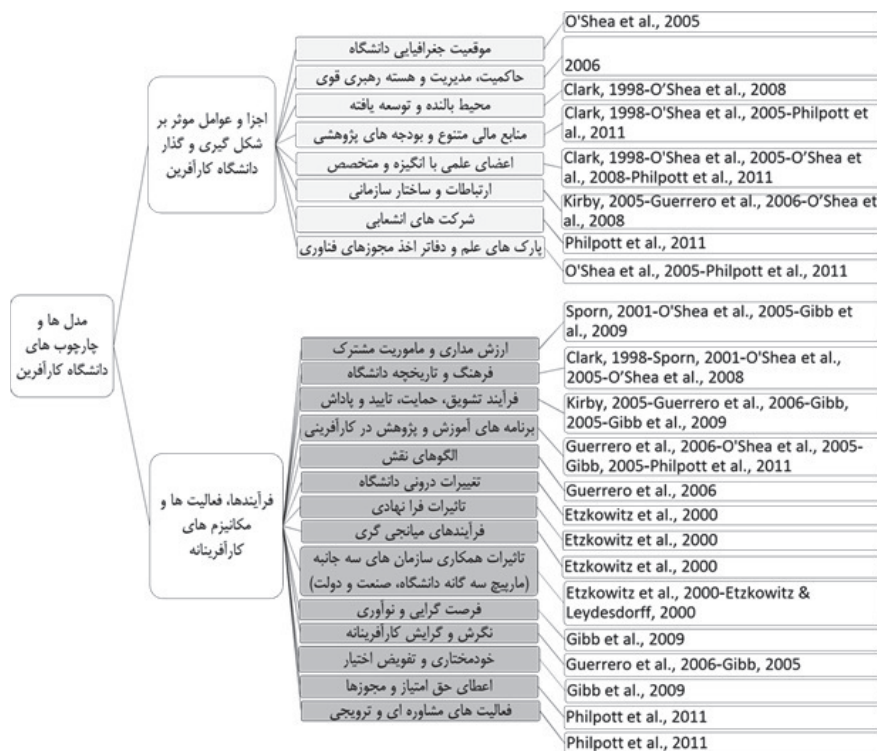 مدل ها و
چارچوب های
دانشگاه کارآفرین
اجزا و عوامل موثر بر
شکل گیری و گذار
دانشگاه کارآفرین
موقعیت جغرافیایی دانشگاه
O'Shea et al., 2005
حاکمیت، مدیریت و هسته رهبری قوی
2006
محیط بالنده و توسعه یافته
Clark, 1998-O'Shea et al., 2008
منابع مالی متنوع و بودجه های پژوهشی
Clark, 1998-O'Shea et al., 2005-Philpott et
al., 2011
اعضای علمی با انگیزه و متخصص
Clark, 1998-O'Shea et al., 2005-O'Shea et
al., 2008-Philpott et al., 2011
ارتباطات و ساختار سازمانی
Kirby, 2005-Guerrero et al., 2006-O'Shea et
al., 2008
شرکت های انشعابی
Philpott et al., 2011
پارک های علم و دفاتر اخذ مجوزهای فناوری
O'Shea et al., 2005-Philpott et al., 2011
فرآیندها، فعالیت ها و
مکانیزم های
کارآفرینانه
ارزش مداری و ماموریت مشترک
Sporn, 2001-O'Shea et al., 2005-Gibb et
al., 2009
فرهنگ و تاریخچه دانشگاه
Clark, 1998-Sporn, 2001-O'Shea et al.,
2005-O'Shea et al., 2008
فرآیند تشویق، حمایت، تایید و پاداش
Kirby, 2005-Guerrero et al., 2006-Gibb,
2005-Gibb et al., 2009
برنامه های آموزش و پژوهش در کارآفرینی
Guerrero et al., 2006-O'Shea et al., 2005-
Gibb, 2005-Philpott et al., 2011
الگوهای نقش
Guerrero et al., 2006
تغییرات درونی دانشگاه
Etzkowitz et al., 2000
تاثیرات فرا نهادی
Etzkowitz et al., 2000
فرآیندهای میانجی گری
Etzkowitz et al., 2000
تاثیرات همکاری سازمان های سه جانبه
(مارپیچ سه گانه دانشگاه، صنعت و دولت)
Etzkowitz et al., 2000-Etzkowitz &
Leydesdorff, 2000
فرصت گرایی و نوآوری
Gibb et al., 2009
نگرش و گرایش کارآفرینانه
Guerrero et al., 2006-Gibb, 2005
خودمختاری و تفویض اختیار
Gibb et al., 2009
اعطای حق امتیاز و مجوزها
Philpott et al., 2011
فعالیت های مشاوره ای و ترویجی
Philpott et al., 2011